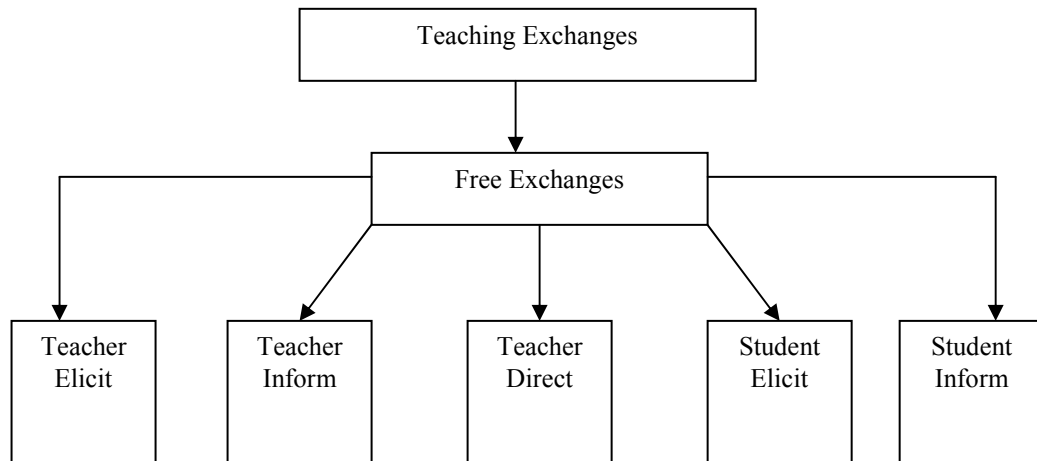 Teaching Exchanges
Free Exchanges
Teacher
Elicit
Teacher
Inform
Teacher
Direct
Student
Elicit
Student
Inform